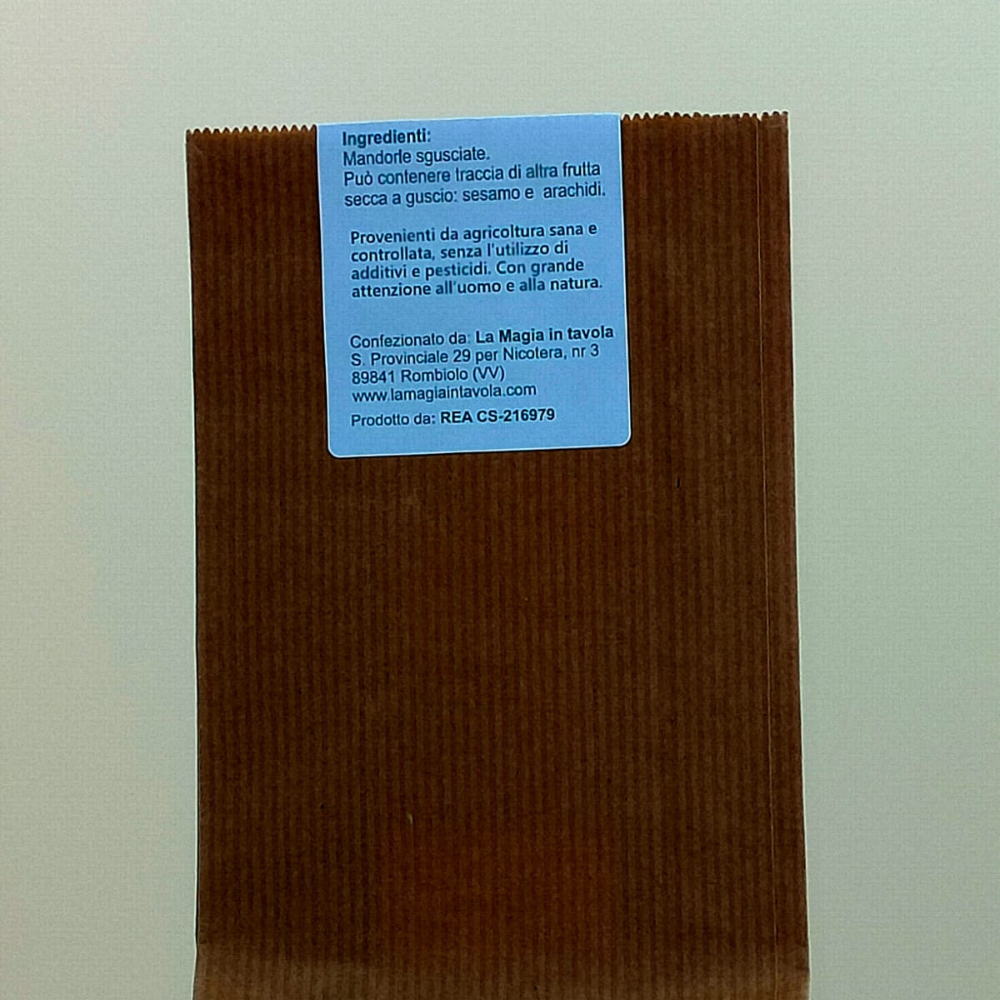 Ingredienti:
Mandorle sgusciate.
Può contenere traccia di altra frutta
secca a guscio: sesamo e arachidi.
Provenienti da agricoltura sana e
controllata, senza l'utilizzo di
additivi e pesticidi. Con grande
attenzione all'uomo e alla natura.
Confezionato da: La Magia in tavola
S. Provinciale 29 per Nicotera, nr 3
89841 Rombiolo (VV)
www.lamagiaintavola.com
Prodotto da: REA CS-216979